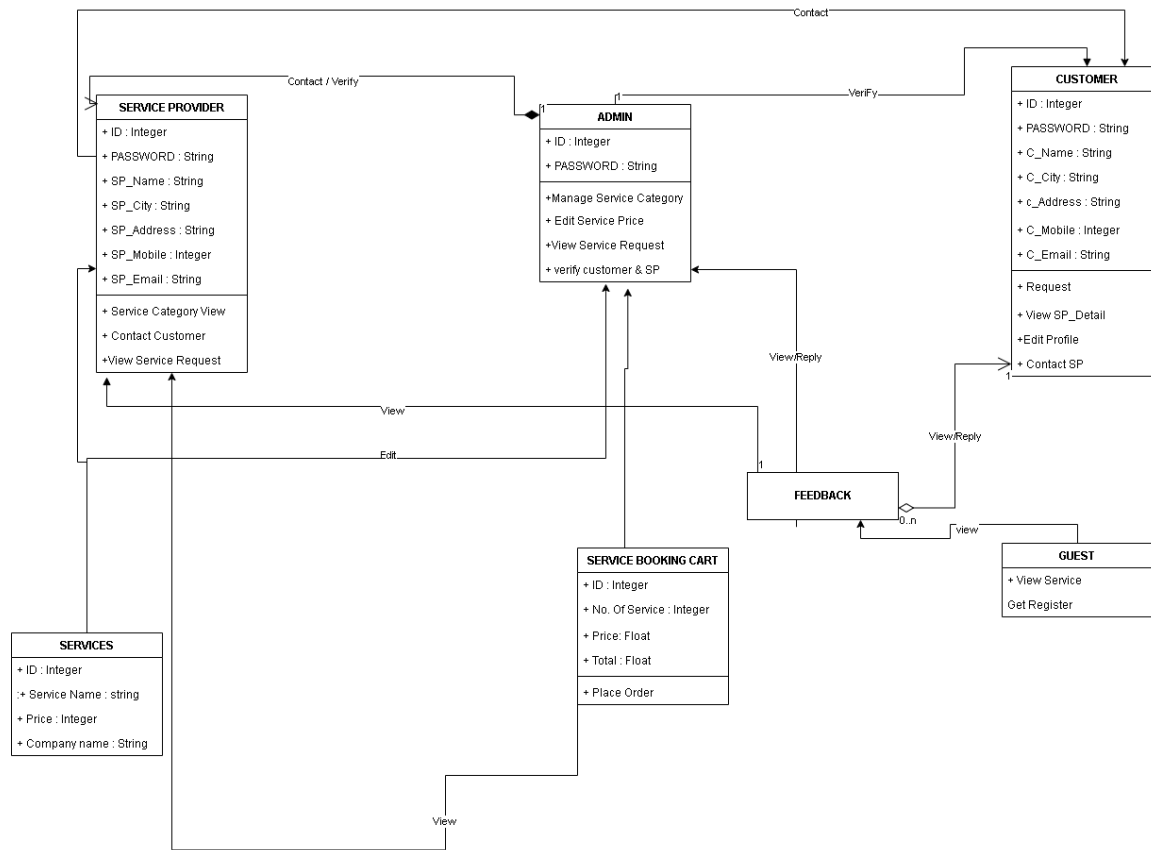 Contact
Contact / Verify
1
1
VeriFy
SERVICE PROVIDER
+ ID : Integer
+ PASSWORD : String
+ SP_Name : String
+ SP_City : String
+ SP_Address : String
+ SP_Mobile : Integer
+ SP_Email : String
+ Service Category View
+ Contact Customer
+View Service Request
ADMIN
+ ID : Integer
+ PASSWORD : String
+Manage Service Category
+ Edit Service Price
+View Service Request
+ verify customer & SP
CUSTOMER
+ ID : Integer
+ PASSWORD : String
+ C_Name : String
+ C_City : String
+ c_Address : String
+ C_Mobile : Integer
+ C_Email : String
+ Request
+ View SP_Detail
+Edit Profile
+ Contact SP
1
View/Reply
View
View/Reply
Edit
1
FEEDBACK
0..n
view
GUEST
+ View Service
Get Register
SERVICE BOOKING CART
+ ID : Integer
+ No. Of Service : Integer
+ Price: Float
+ Total : Float
+ Place Order
SERVICES
+ ID : Integer
:+ Service Name : string
+ Price : Integer
+ Company name : String
View